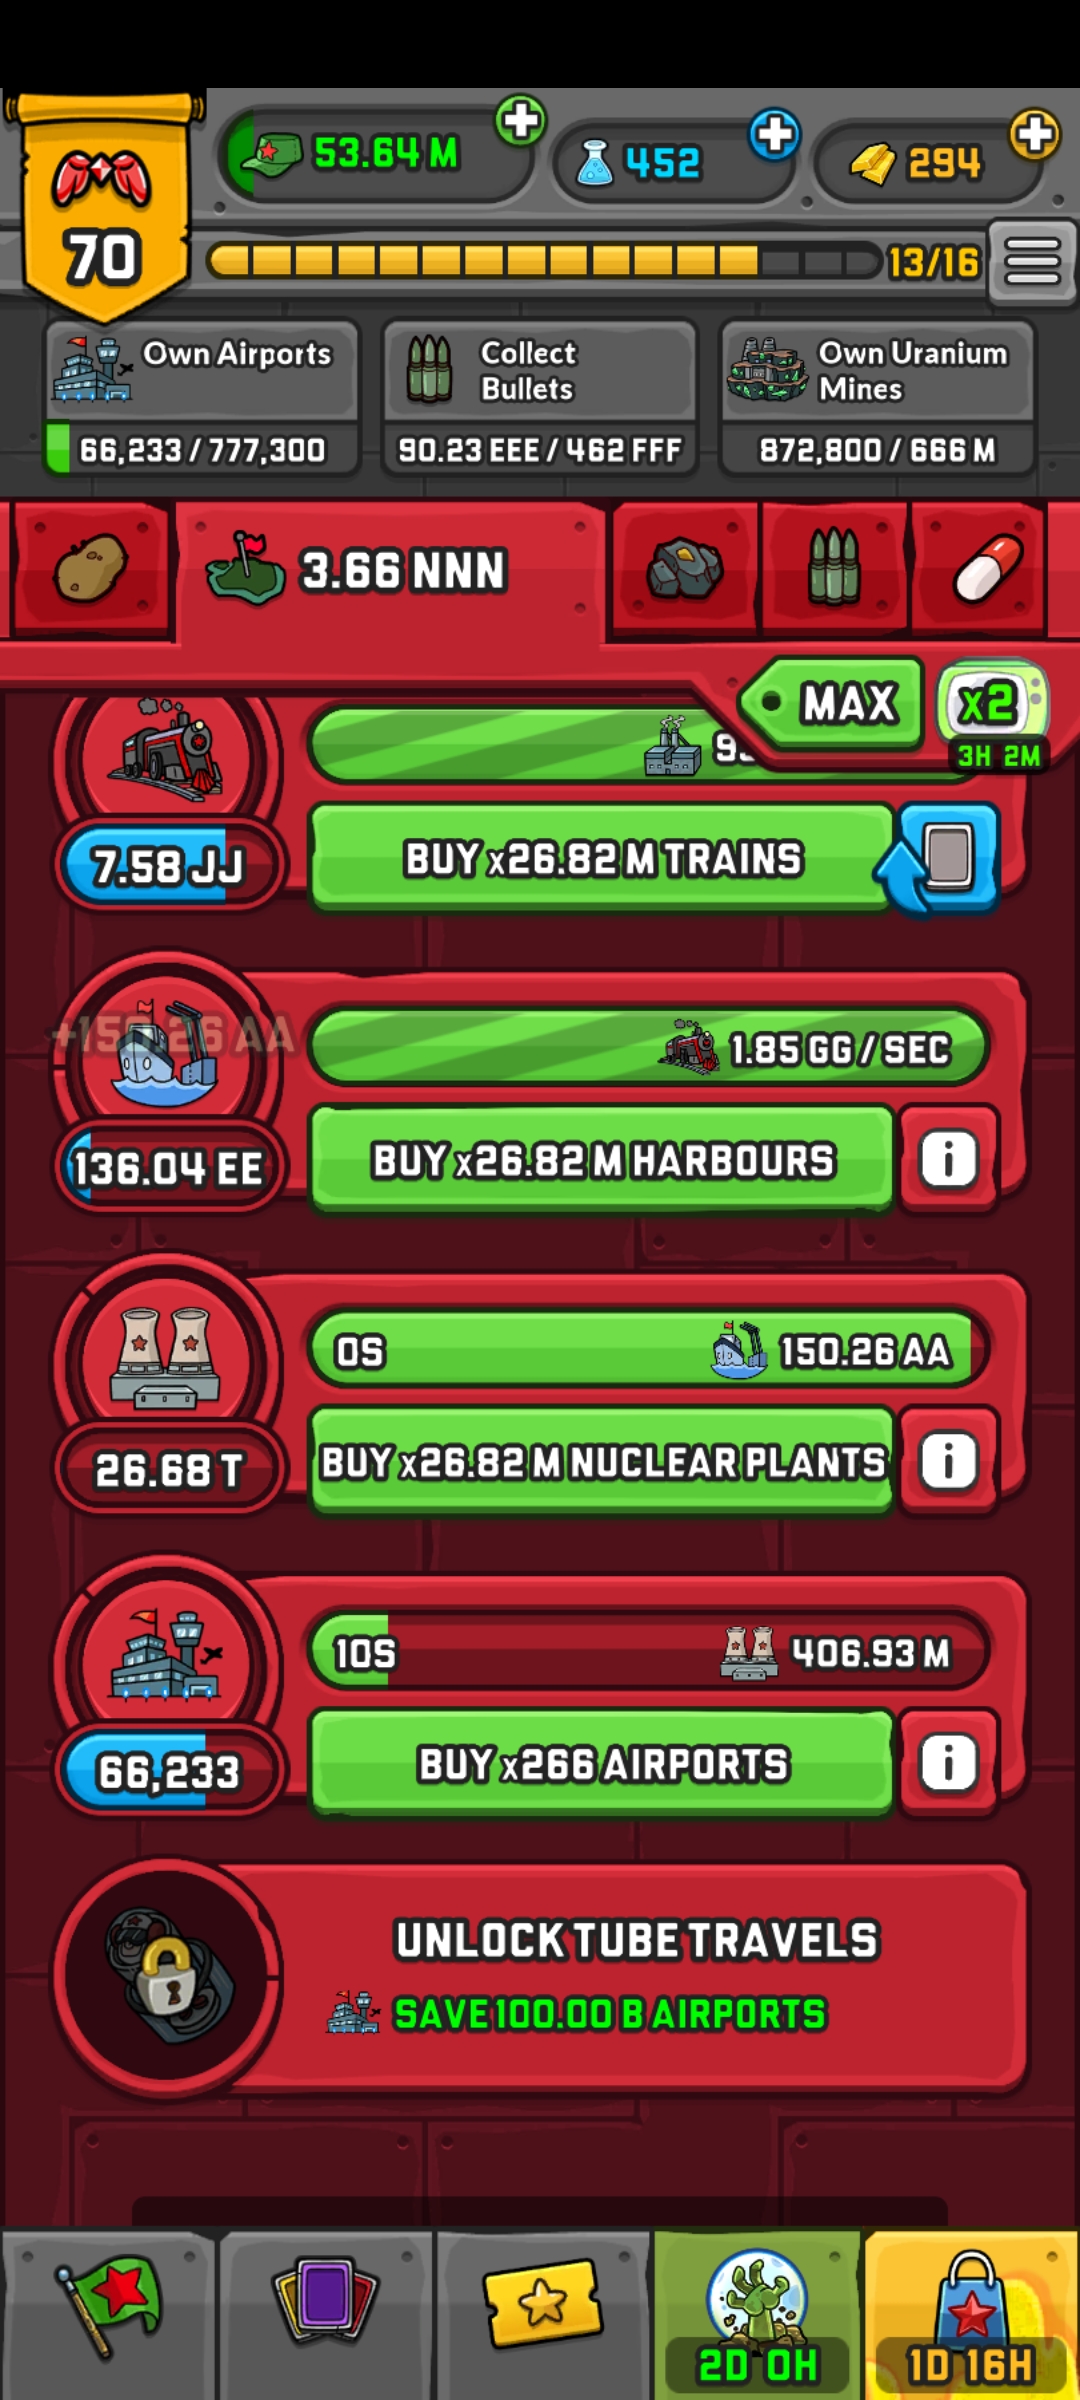 53.64 M
452
294
70
13/16
Own Airports
66,233 / 777,300
Collect
Bullets
90.23 EEE / 462 FFF
Own Uranium
Mines
872,800 / 666 M
3.66 NNN
MAX
x2
3H 2M
7.58 JJ
BUY x26.82 M TRAINS
+150.26 AA
1.85 GG / SEC
136.04 EE
BUY x26.82 M HARBOURS
0S
150.26 AA
26.68 T
BUY x26.82 M NUCLEAR PLANTS
10S
406.93 M
66,233
BUY x266 AIRPORTS
UNLOCK TUBE TRAVELS
SAVE 100.00 B AIRPORTS
2D 0H
1D 16H